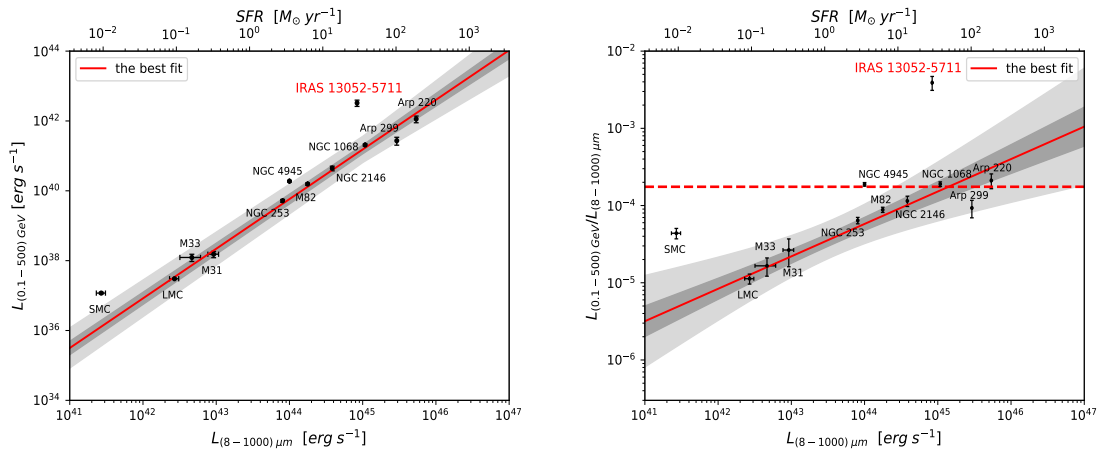 SFR [M⊙ yr⁻¹]
10⁻² 10⁻¹ 10⁰ 10¹ 10² 10³
10⁴⁴
10⁴²
10⁴⁰
10³⁸
10³⁶
10³⁴
L(0.1 − 500) GeV [erg s⁻¹]
the best fit
IRAS 13052-5711
Arp 220
Arp 299
NGC 1068
NGC 4945
NGC 2146
M82
NGC 253
M33
M31
LMC
SMC
10⁴¹ 10⁴² 10⁴³ 10⁴⁴ 10⁴⁵ 10⁴⁶ 10⁴⁷
L(8 − 1000) μm [erg s⁻¹]
SFR [M⊙ yr⁻¹]
10⁻² 10⁻¹ 10⁰ 10¹ 10² 10³
10⁻²
10⁻³
10⁻⁴
10⁻⁵
10⁻⁶
L(0.1 − 500) GeV/L(8 − 1000) μm
IRAS 13052-5711
the best fit
NGC 4945
NGC 1068
Arp 220
M82
Arp 299
NGC 2146
NGC 253
SMC
M33
M31
LMC
10⁴¹ 10⁴² 10⁴³ 10⁴⁴ 10⁴⁵ 10⁴⁶ 10⁴⁷
L(8 − 1000) μm [erg s⁻¹]